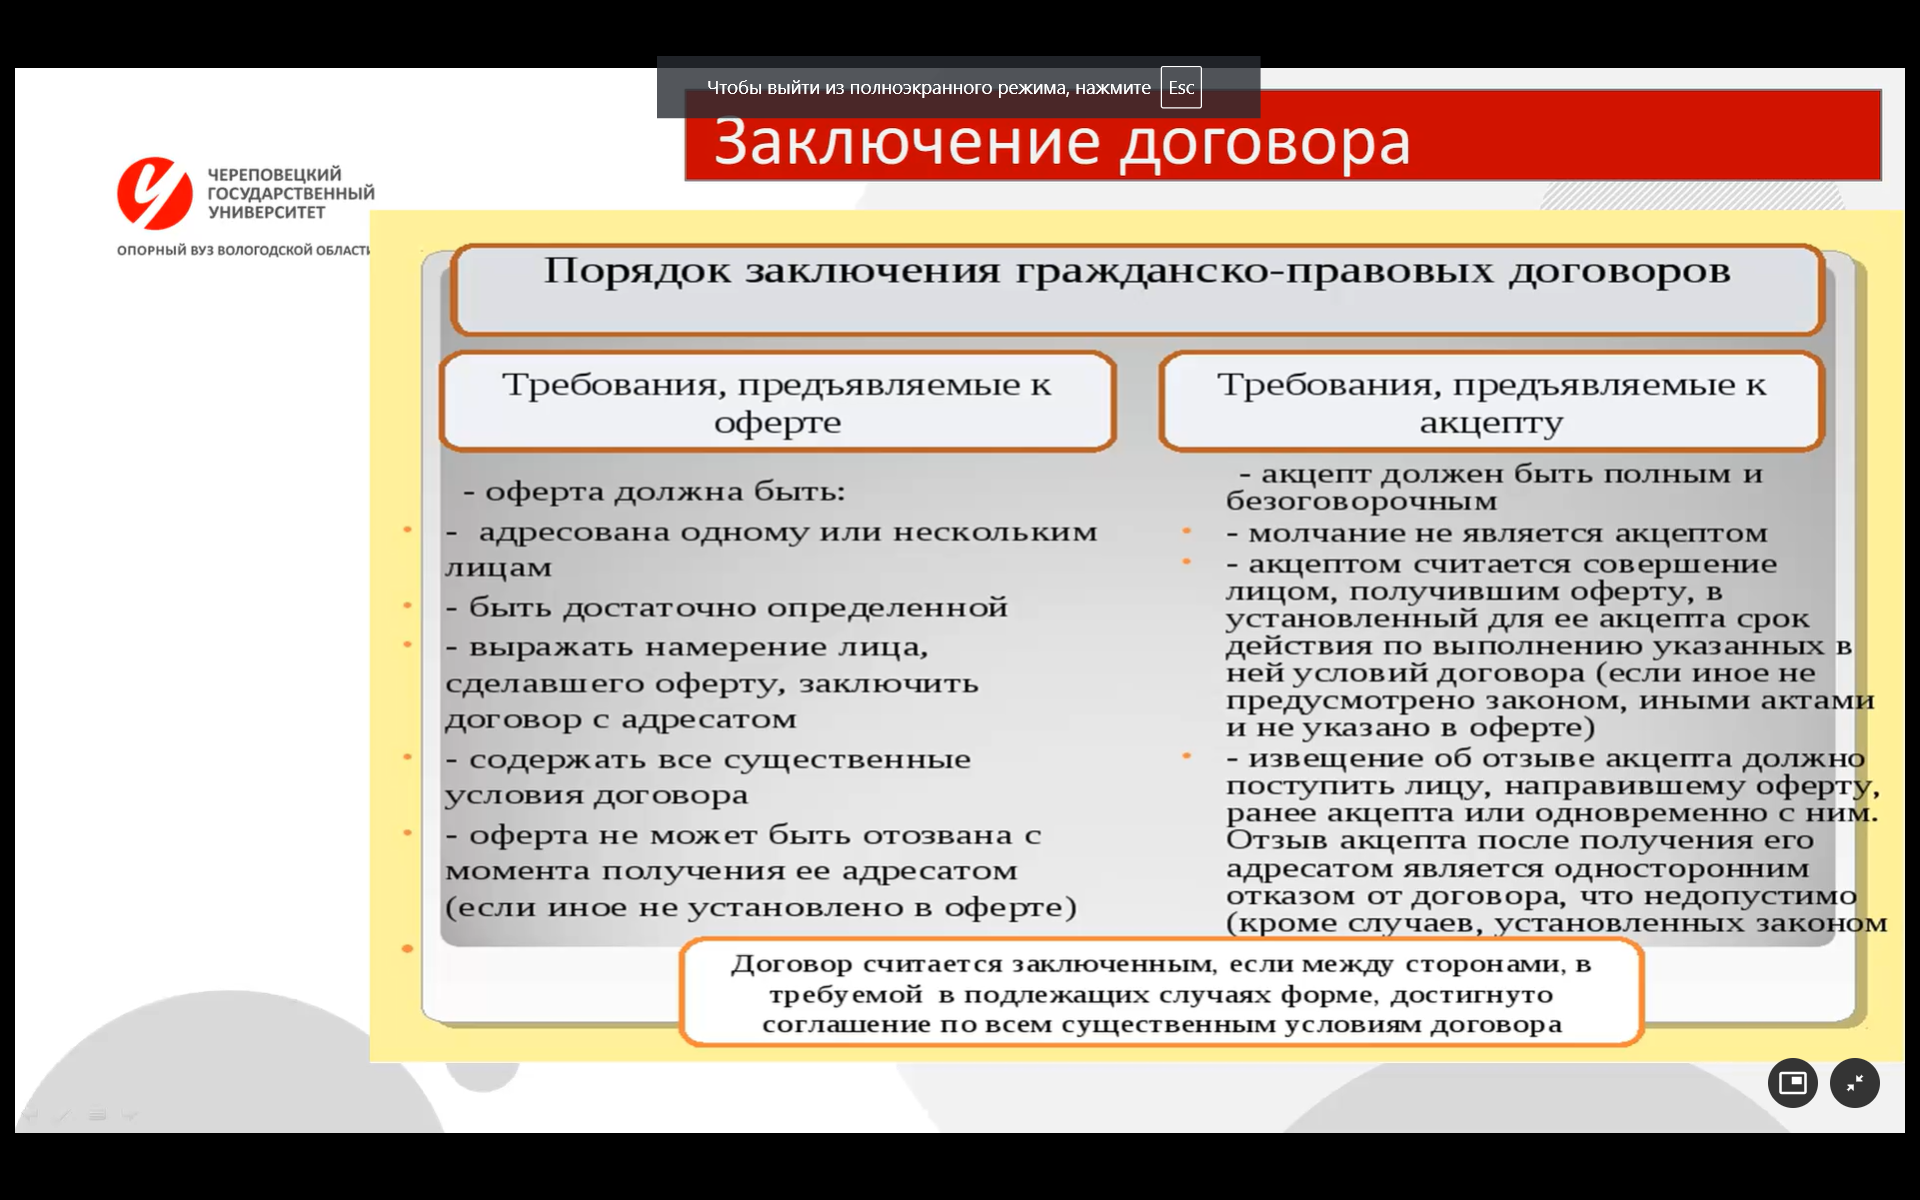 Чтобы выйти из полноэкранного режима, нажмите Esc
Заключение договора
ЧЕРЕПОВЕЦКИЙ
ГОСУДАРСТВЕННЫЙ
УНИВЕРСИТЕТ
ОПОРНЫЙ ВУЗ ВОЛОГОДСКОЙ ОБЛАСТИ
Порядок заключения гражданско-правовых договоров
Требования, предъявляемые к
оферте
- оферта должна быть:
- адресована одному или нескольким
лицам
- быть достаточно определенной
- выражать намерение лица,
сделавшего оферту, заключить
договор с адресатом
- содержать все существенные
условия договора
- оферта не может быть отозвана с
момента получения ее адресатом
(если иное не установлено в оферте)
Требования, предъявляемые к
акцепту
- акцепт должен быть полным и
безоговорочным
- молчание не является акцептом
- акцептом считается совершение
лицом, получившим оферту, в
установленный для ее акцепта срок
действия по выполнению указанных в
ней условий договора (если иное не
предусмотрено законом, иными актами
и не указано в оферте)
- извещение об отзыве акцепта должно
поступить лицу, направившему оферту,
ранее акцепта или одновременно с ним.
Отзыв акцепта после получения его
адресатом является односторонним
отказом от договора, что недопустимо
(кроме случаев, установленных законом
Договор считается заключенным, если между сторонами, в
требуемой в подлежащих случаях форме, достигнуто
соглашение по всем существенным условиям договора